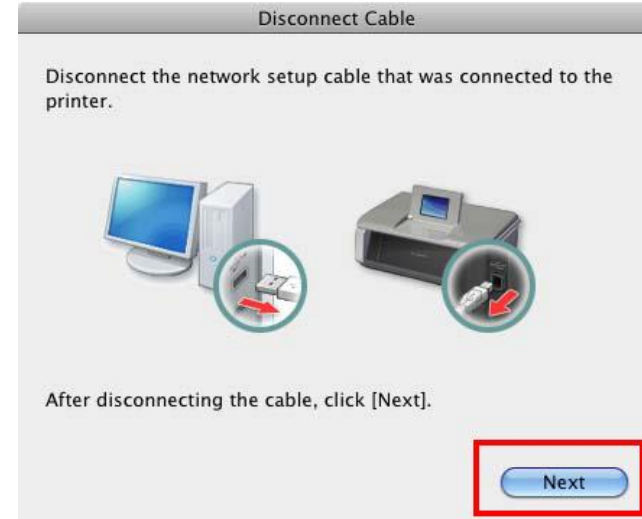 Disconnect Cable
Disconnect the network setup cable that was connected to the
printer.
After disconnecting the cable, click [Next].
Next